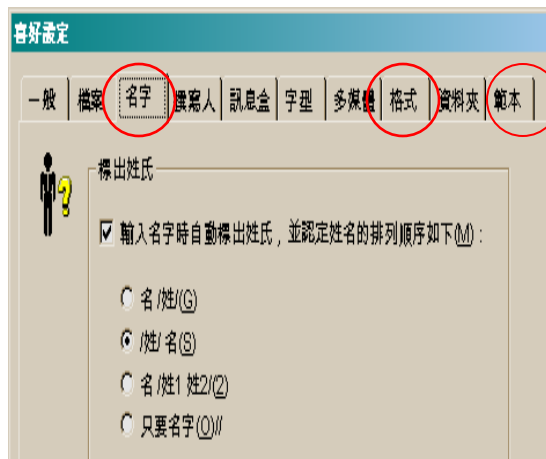 喜好設定
一般 檔案 名字 撰寫人 訊息盒 字型 多媒體 格式 資料夾 範本
標出姓氏
輸入名字時自動標出姓氏，並認定姓名的排列順序如下(M)：
名 /姓/(G)
/姓/ 名(S)
名 /姓1 姓2/(2)
只要名字(O)//